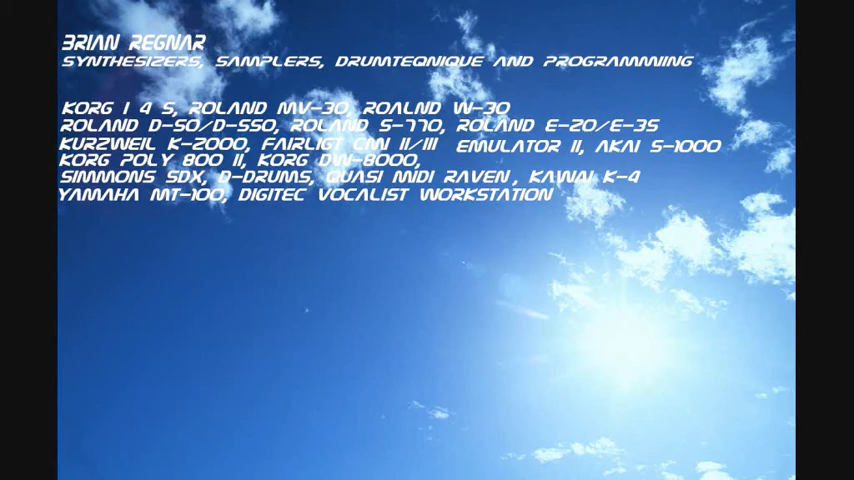 BRIAN REGNAR
SYNTHESIZERS, SAMPLERS, DRUMTEQNIQUE AND PROGRAMMIING
KORG I 4 S, ROLAND MV-30, ROALND W-30
ROLAND D-50/D-550, ROLAND S-770, ROLAND E-20/E-35
KURZWEIL K-2000, FAIRLIGT CMI II/III EMULATOR II, AKAI S-1000
KORG POLY 800 II, KORG DW-8000,
SIMMONS SDX, D-DRUMS, QUASI MIDI RAVEN, KAWAI K-4
YAMAHA MT-100, DIGITEC VOCALIST WORKSTATION